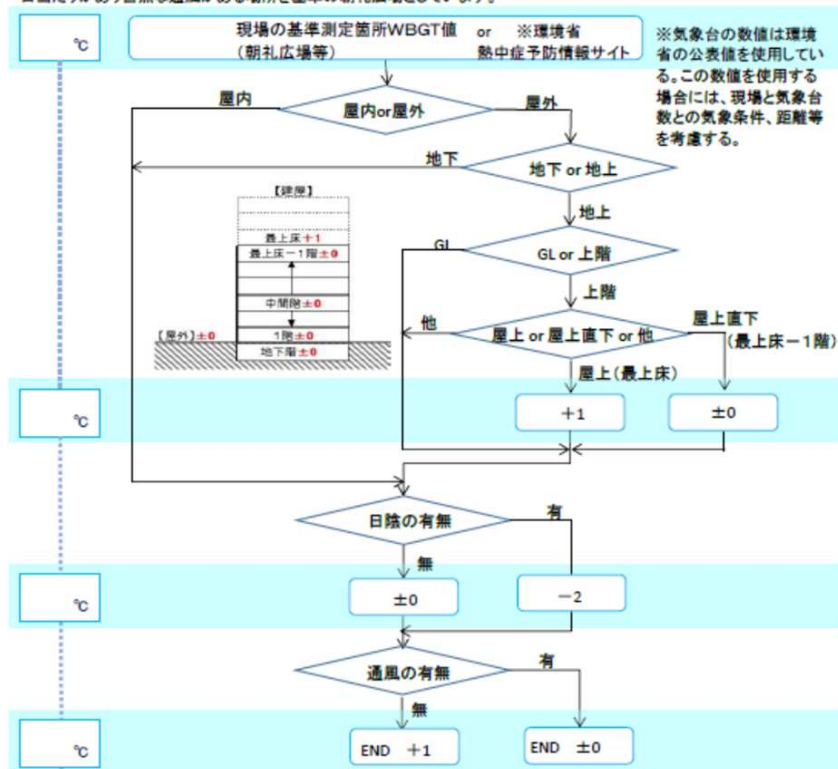 ℃
現場の基準測定箇所WBGT値 or ※環境省
(朝礼広場等) 熱中症予防情報サイト
※気象台の数値は環境
省の公表値を使用してい
る。この数値を使用する
場合には、現場と気象台
数との気象条件、距離等
を考慮する。
屋内
屋内or屋外
屋外
地下
地下 or 地上
地上
【建屋】
最上床+1
最上床-1階±0
中間階±0
1階±0
【屋外】±0
地下階±0
GL
GL or 上階
上階
他
屋上 or 屋上直下 or 他
屋上直下
(最上床-1階)
屋上(最上床)
℃
+1
±0
日陰の有無
有
無
℃
±0
-2
通風の有無
有
無
℃
END +1
END ±0